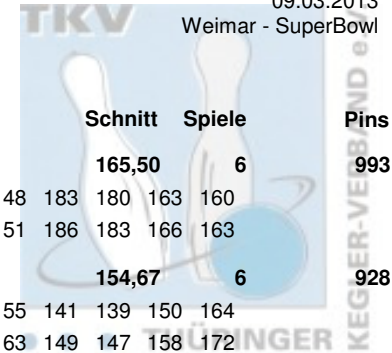 09.03.2013
TKV
Weimar - SuperBowl
Schnitt Spiele Pins
165,50 6 993
48 183 180 163 160
51 186 183 166 163
154,67 6 928
55 141 139 150 164
63 149 147 158 172
THÜRINGER
KEGLER-VERBAND e.V.